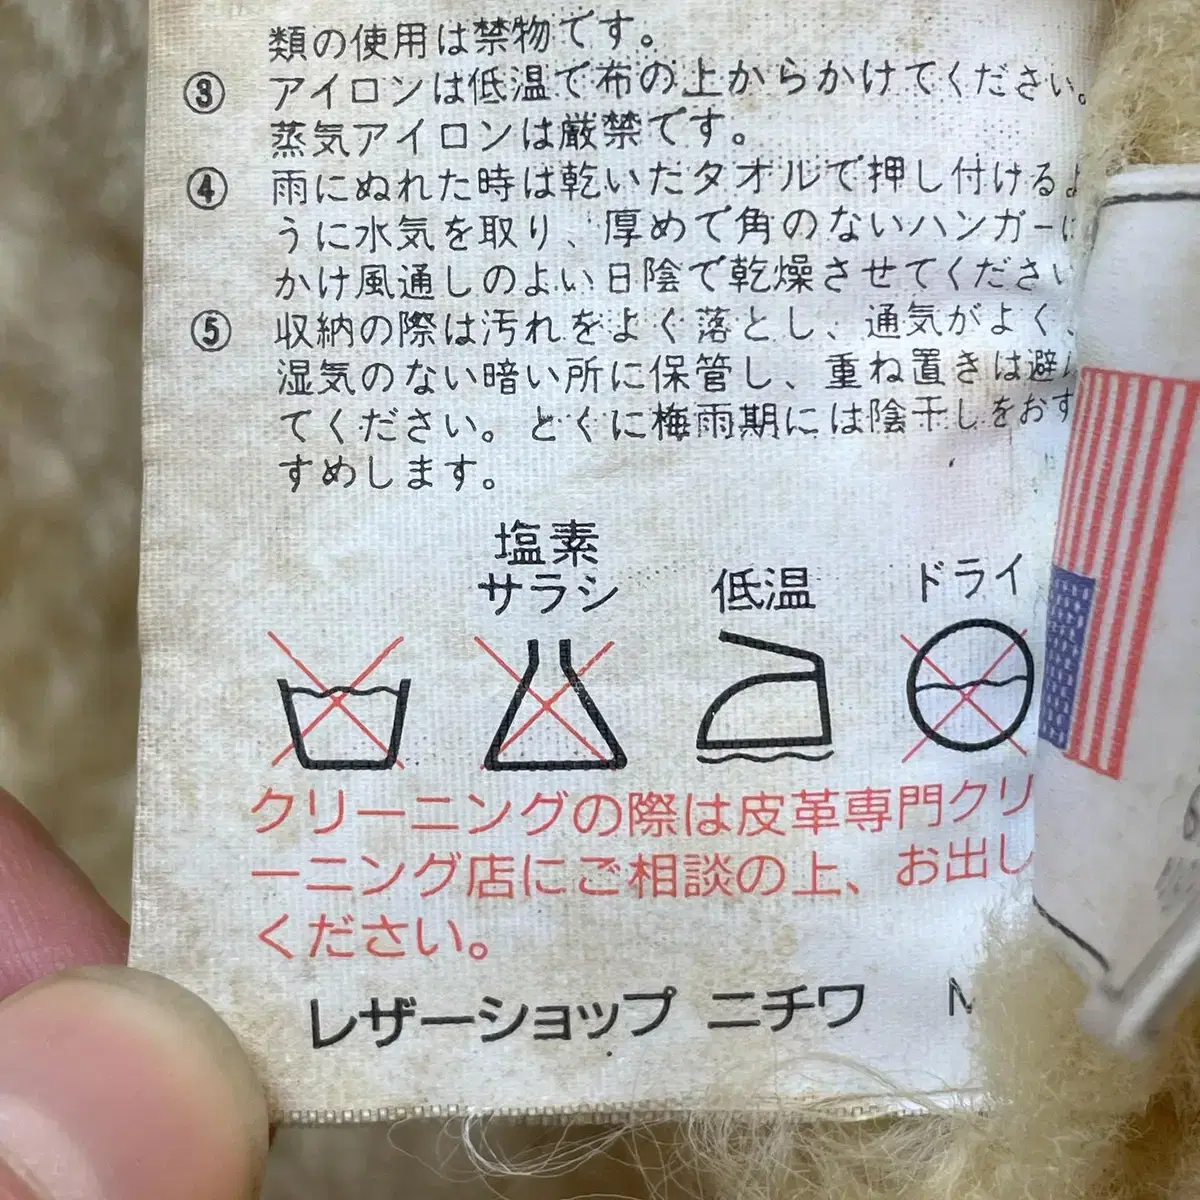 類の使用は禁物です。
③ アイロンは低温で布の上からかけてください。
蒸気アイロンは厳禁です。
④ 雨にぬれた時は乾いたタオルで押し付けるよ
うに水気を取り、厚めで角のないハンガーに
かけ風通しのよい日陰で乾燥させてください
⑤ 収納の際は汚れをよく落とし、通気がよく、
湿気のない暗い所に保管し、重ね置きは避け
てください。とくに梅雨期には陰干しをおす
すめします。
塩素
サラシ
低温
ドライ
クリーニングの際は皮革専門クリ
ーニング店にご相談の上、お出し
ください。
レザーショップ ニチワ M